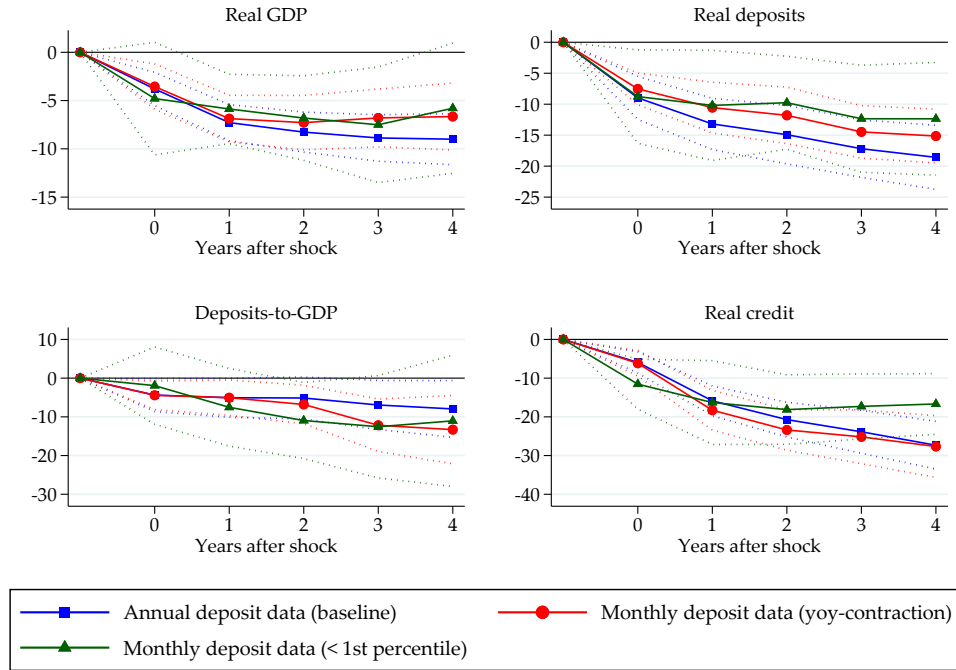 Real GDP
0
-5
-10
-15
0 1 2 3 4
Years after shock
Real deposits
0
-5
-10
-15
-20
-25
0 1 2 3 4
Years after shock
Deposits-to-GDP
10
0
-10
-20
-30
0 1 2 3 4
Years after shock
Real credit
0
-10
-20
-30
-40
0 1 2 3 4
Years after shock
Annual deposit data (baseline)
Monthly deposit data (yoy-contraction)
Monthly deposit data (< 1st percentile)